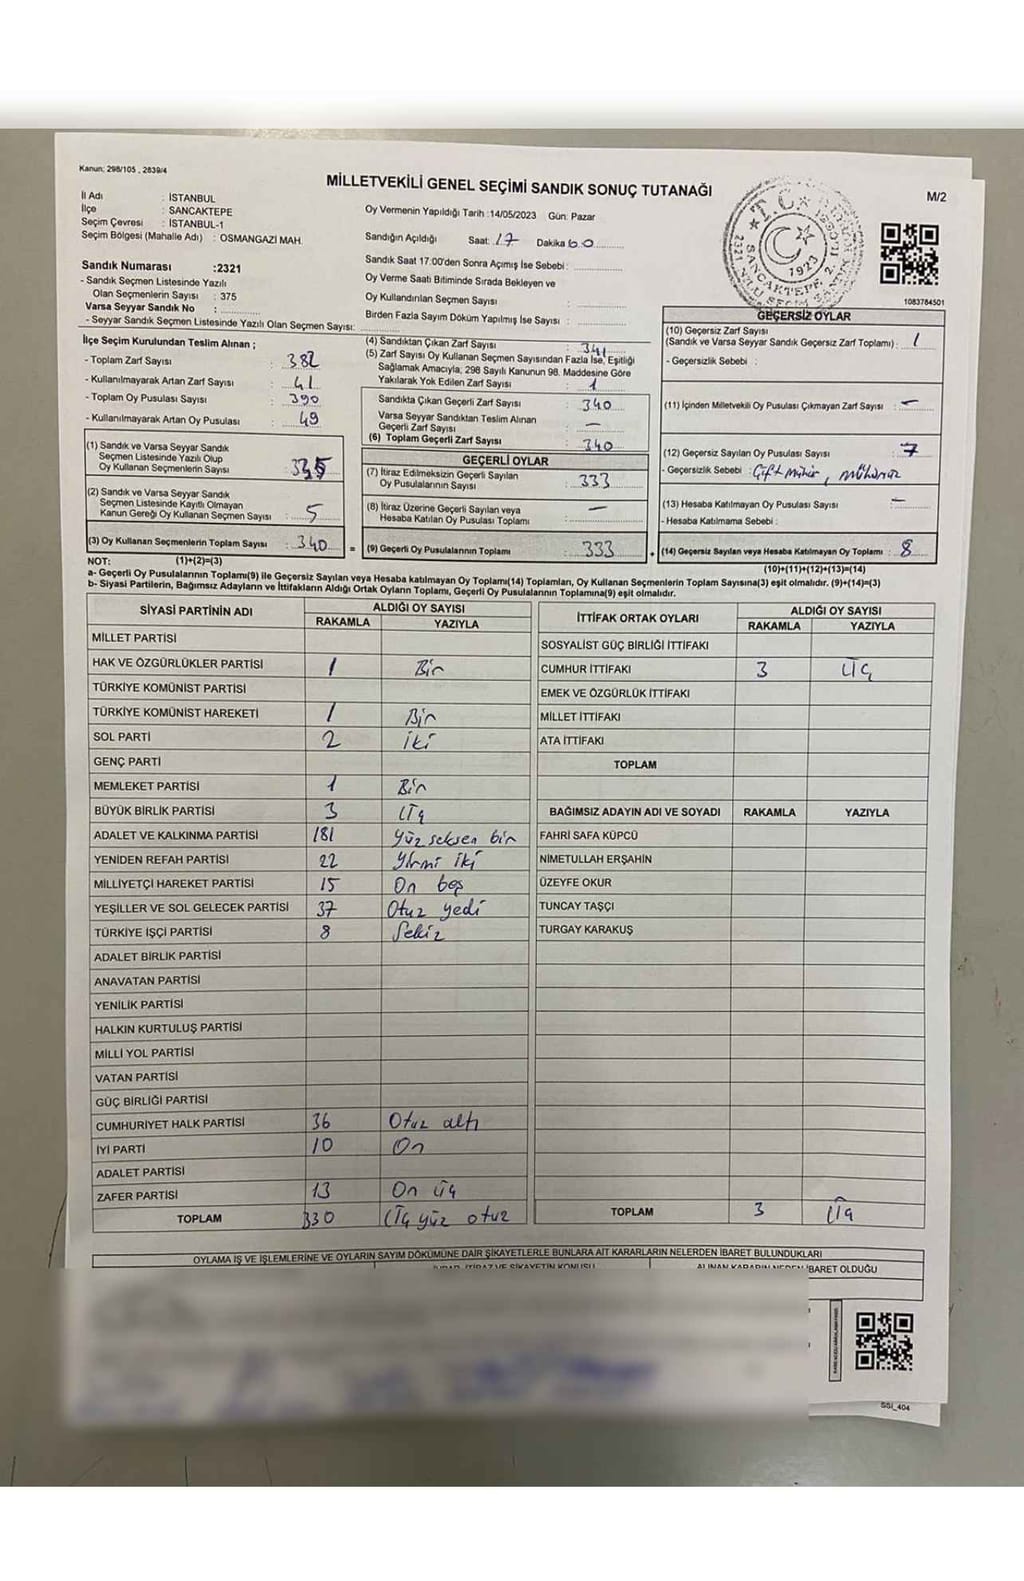 Kanun: 298/105 , 2839/4
MİLLETVEKİLİ GENEL SEÇİMİ SANDIK SONUÇ TUTANAĞI
M/2
İl Adı : İSTANBUL
İlçe : SANCAKTEPE
Seçim Çevresi : İSTANBUL-1
Seçim Bölgesi (Mahalle Adı) : OSMANGAZİ MAH.
Oy Vermenin Yapıldığı Tarih :14/05/2023 Gün: Pazar
Sandığın Açıldığı Saat: 17 Dakika
Sandık Saat 17:00'den Sonra Açımış İse Sebebi:
Oy Verme Saati Bitiminde Sırada Bekleyen ve
Oy Kullandırılan Seçmen Sayısı :
Birden Fazla Sayım Döküm Yapılmış İse Sayısı :
T.C.
SANCAKTEPE 2. İLÇE
1923
1083784501
Sandık Numarası :2321
- Sandık Seçmen Listesinde Yazılı
Olan Seçmenlerin Sayısı : 375
Varsa Seyyar Sandık No :
- Seyyar Sandık Seçmen Listesinde Yazılı Olan Seçmen Sayısı:
İlçe Seçim Kurulundan Teslim Alınan ;
- Toplam Zarf Sayısı : 382
- Kullanılmayarak Artan Zarf Sayısı : 41
- Toplam Oy Pusulası Sayısı : 390
- Kullanılmayarak Artan Oy Pusulası : 49
(1) Sandık ve Varsa Seyyar Sandık
Seçmen Listesinde Yazılı Olup
Oy Kullanan Seçmenlerin Sayısı : 335
(2) Sandık ve Varsa Seyyar Sandık
Seçmen Listesinde Kayıtlı Olmayan
Kanun Gereği Oy Kullanan Seçmen Sayısı : 5
(3) Oy Kullanan Seçmenlerin Toplam Sayısı : 340
(1)+(2)=(3)
(4) Sandıktan Çıkan Zarf Sayısı : 341
(5) Zarf Sayısı Oy Kullanan Seçmen Sayısından Fazla İse, Eşitliği
Sağlamak Amacıyla, 298 Sayılı Kanunun 98. Maddesine Göre
Yakılarak Yok Edilen Zarf Sayısı : 1
Sandıkta Çıkan Geçerli Zarf Sayısı : 340
Varsa Seyyar Sandıktan Teslim Alınan
Geçerli Zarf Sayısı : —
(6) Toplam Geçerli Zarf Sayısı : 340
GEÇERLİ OYLAR
(7) İtiraz Edilmeksizin Geçerli Sayılan
Oy Pusulalarının Sayısı : 333
(8) İtiraz Üzerine Geçerli Sayılan veya
Hesaba Katılan Oy Pusulası Toplamı : —
= (9) Geçerli Oy Pusulalarının Toplamı : 333
GEÇERSİZ OYLAR
(10) Geçersiz Zarf Sayısı
(Sandık ve Varsa Seyyar Sandık Geçersiz Zarf Toplamı) : 1
- Geçersizlik Sebebi :
(11) İçinden Milletvekili Oy Pusulası Çıkmayan Zarf Sayısı : —
(12) Geçersiz Sayılan Oy Pusulası Sayısı : 7
- Geçersizlik Sebebi : Çift mühür, mühürsüz
(13) Hesaba Katılmayan Oy Pusulası Sayısı : —
- Hesaba Katılmama Sebebi :
+ (14) Geçersiz Sayılan veya Hesaba Katılmayan Oy Toplamı : 8
(10)+(11)+(12)+(13)=(14)
NOT:
a- Geçerli Oy Pusulalarının Toplamı(9) ile Geçersiz Sayılan veya Hesaba katılmayan Oy Toplamı(14) Toplamları, Oy Kullanan Seçmenlerin Toplam Sayısına(3) eşit olmalıdır. (9)+(14)=(3)
b- Siyasi Partilerin, Bağımsız Adayların ve İttifakların Aldığı Ortak Oyların Toplamı, Geçerli Oy Pusulalarının Toplamına(9) eşit olmalıdır.
SİYASİ PARTİNİN ADI ALDIĞI OY SAYISI
RAKAMLA YAZIYLA
MİLLET PARTİSİ
HAK VE ÖZGÜRLÜKLER PARTİSİ 1 Bir
TÜRKİYE KOMÜNİST PARTİSİ
TÜRKİYE KOMÜNİST HAREKETİ 1 Bir
SOL PARTİ 2 iki
GENÇ PARTİ
MEMLEKET PARTİSİ 1 Bir
BÜYÜK BİRLİK PARTİSİ 3 Üç
ADALET VE KALKINMA PARTİSİ 181 Yüz seksen bir
YENİDEN REFAH PARTİSİ 22 Yirmi iki
MİLLİYETÇİ HAREKET PARTİSİ 15 On beş
YEŞİLLER VE SOL GELECEK PARTİSİ 37 Otuz yedi
TÜRKİYE İŞÇİ PARTİSİ 8 Sekiz
ADALET BİRLİK PARTİSİ
ANAVATAN PARTİSİ
YENİLİK PARTİSİ
HALKIN KURTULUŞ PARTİSİ
MİLLİ YOL PARTİSİ
VATAN PARTİSİ
GÜÇ BİRLİĞİ PARTİSİ
CUMHURİYET HALK PARTİSİ 36 Otuz altı
İYİ PARTİ 10 On
ADALET PARTİSİ
ZAFER PARTİSİ 13 On üç
TOPLAM 330 Üç yüz otuz
İTTİFAK ORTAK OYLARI ALDIĞI OY SAYISI
RAKAMLA YAZIYLA
SOSYALİST GÜÇ BİRLİĞİ İTTİFAKI
CUMHUR İTTİFAKI 3 Üç
EMEK VE ÖZGÜRLÜK İTTİFAKI
MİLLET İTTİFAKI
ATA İTTİFAKI
TOPLAM
BAĞIMSIZ ADAYIN ADI VE SOYADI RAKAMLA YAZIYLA
FAHRİ SAFA KÜPCÜ
NİMETULLAH ERŞAHİN
ÜZEYFE OKUR
TUNCAY TAŞÇI
TURGAY KARAKUŞ
TOPLAM 3 Üç
OYLAMA İŞ VE İŞLEMLERİNE VE OYLARIN SAYIM DÖKÜMÜNE DAİR ŞİKAYETLERLE BUNLARA AİT KARARLARIN NELERDEN İBARET BULUNDUKLARI
İTİRAZ VE ŞİKAYETİN KONUSU
ALINAN KARARIN NEDEN İBARET OLDUĞU
SSI_404